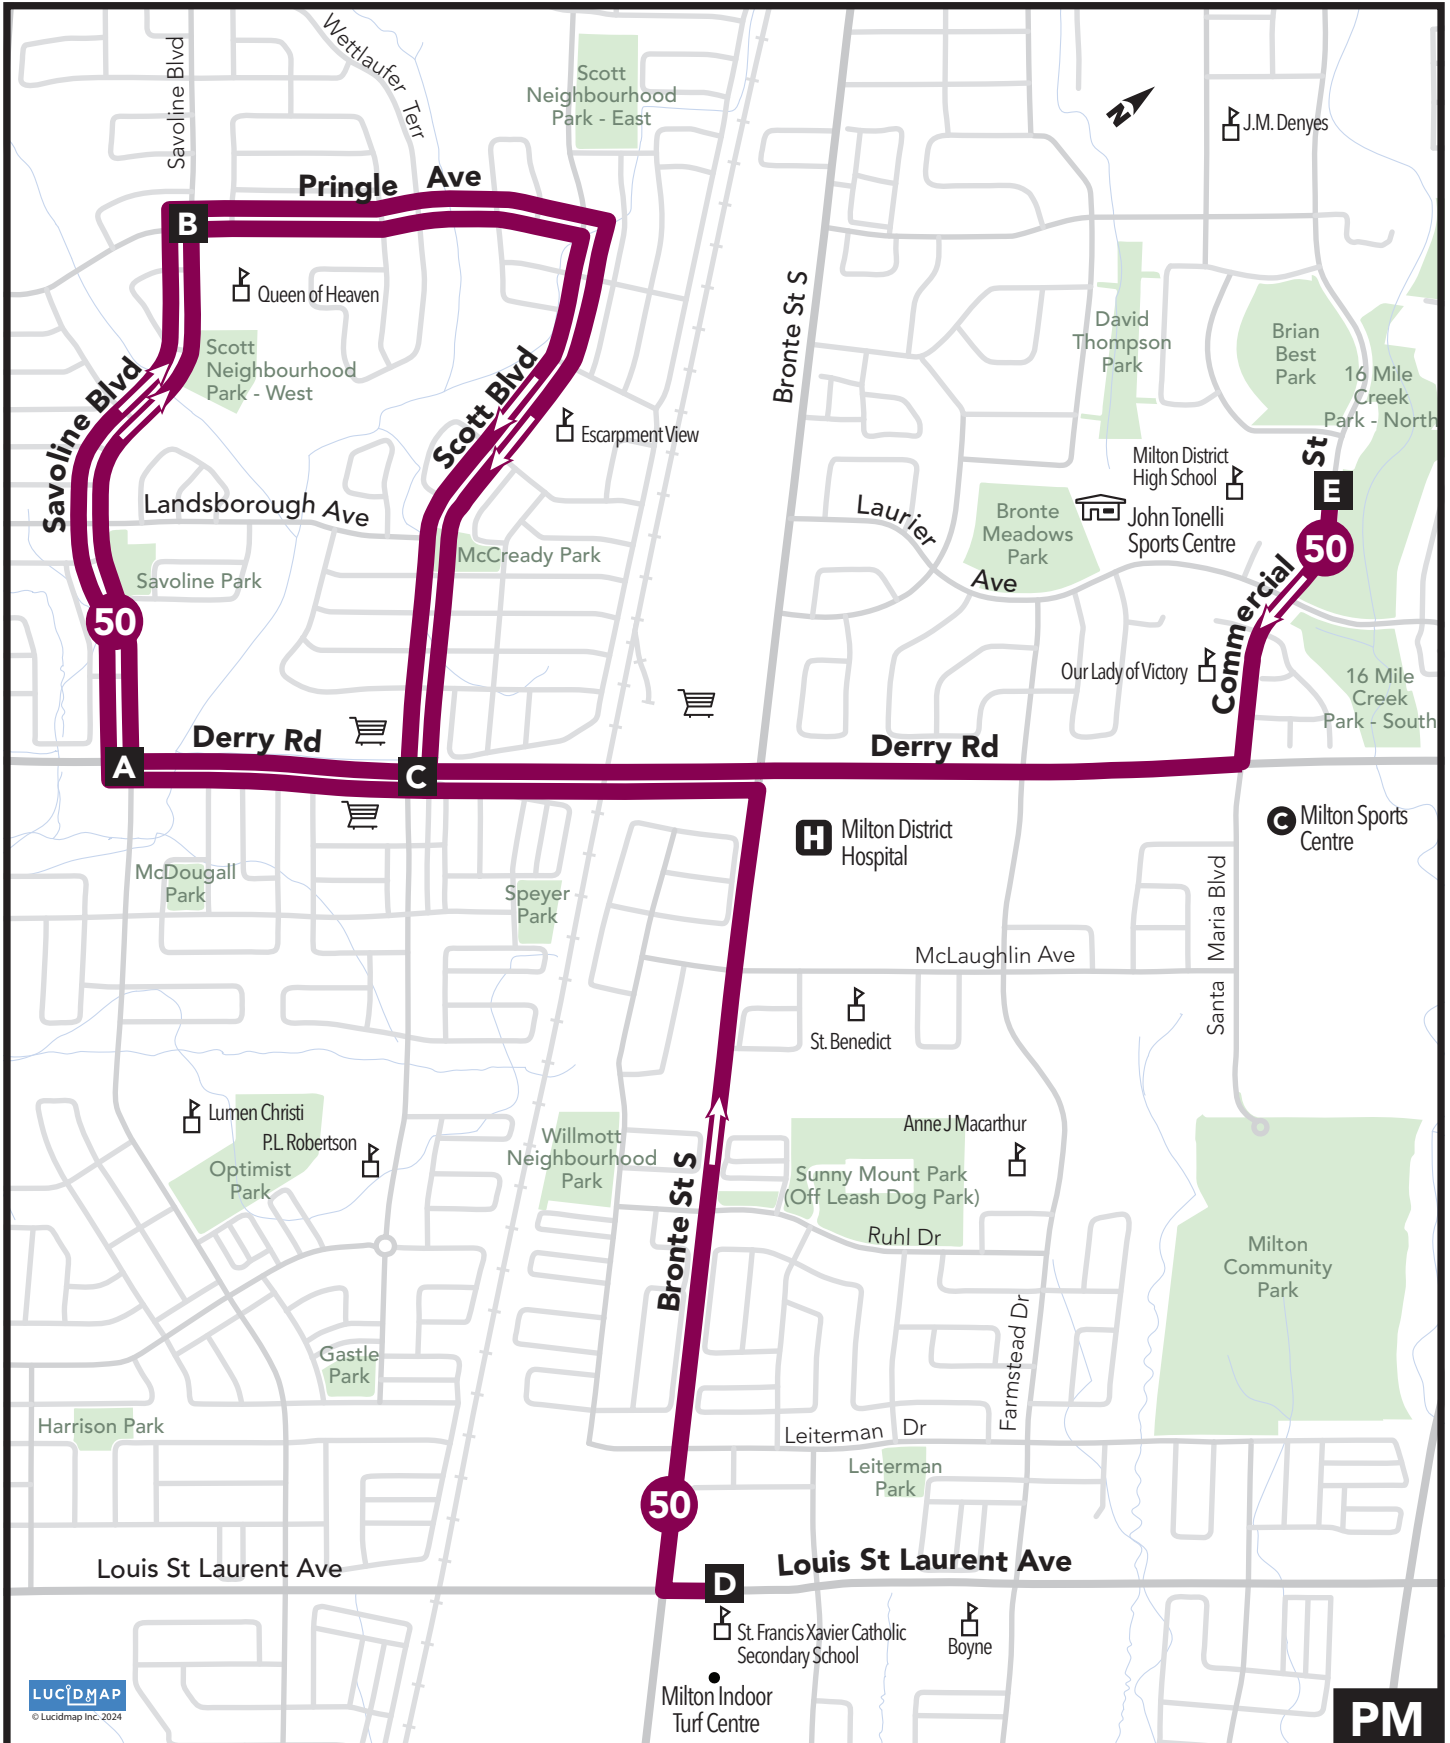 Savoline Blvd
Wettlaufer Terr
Scott
Neighbourhood
Park - East
N
J.M. Denyes
Pringle Ave
B
Queen of Heaven
Scott
Neighbourhood
Park - West
Savoline Blvd
Scott Blvd
Escarpment View
Bronte St S
David
Thompson
Park
Brian
Best
Park
16 Mile
Creek
Park - North
St
E
50
Milton District
High School
John Tonelli
Sports Centre
Landsborough Ave
Laurier
Ave
Bronte
Meadows
Park
McCready Park
Savoline Park
50
Commercial
Our Lady of Victory
16 Mile
Creek
Park - South
Derry Rd
A
C
Derry Rd
H
Milton District
Hospital
C
Milton Sports
Centre
McDougall
Park
Speyer
Park
Santa Maria Blvd
McLaughlin Ave
St. Benedict
Lumen Christi
P.L. Robertson
Optimist
Park
Willmott
Neighbourhood
Park
Anne J Macarthur
Sunny Mount Park
(Off Leash Dog Park)
Ruhl Dr
Bronte St S
Milton
Community
Park
Farmstead Dr
Gastle
Park
Harrison Park
Leiterman Dr
Leiterman
Park
50
Louis St Laurent Ave
D
Louis St Laurent Ave
St. Francis Xavier Catholic
Secondary School
Boyne
Milton Indoor
Turf Centre
LUCIDMAP
© Lucidmap Inc. 2024
PM